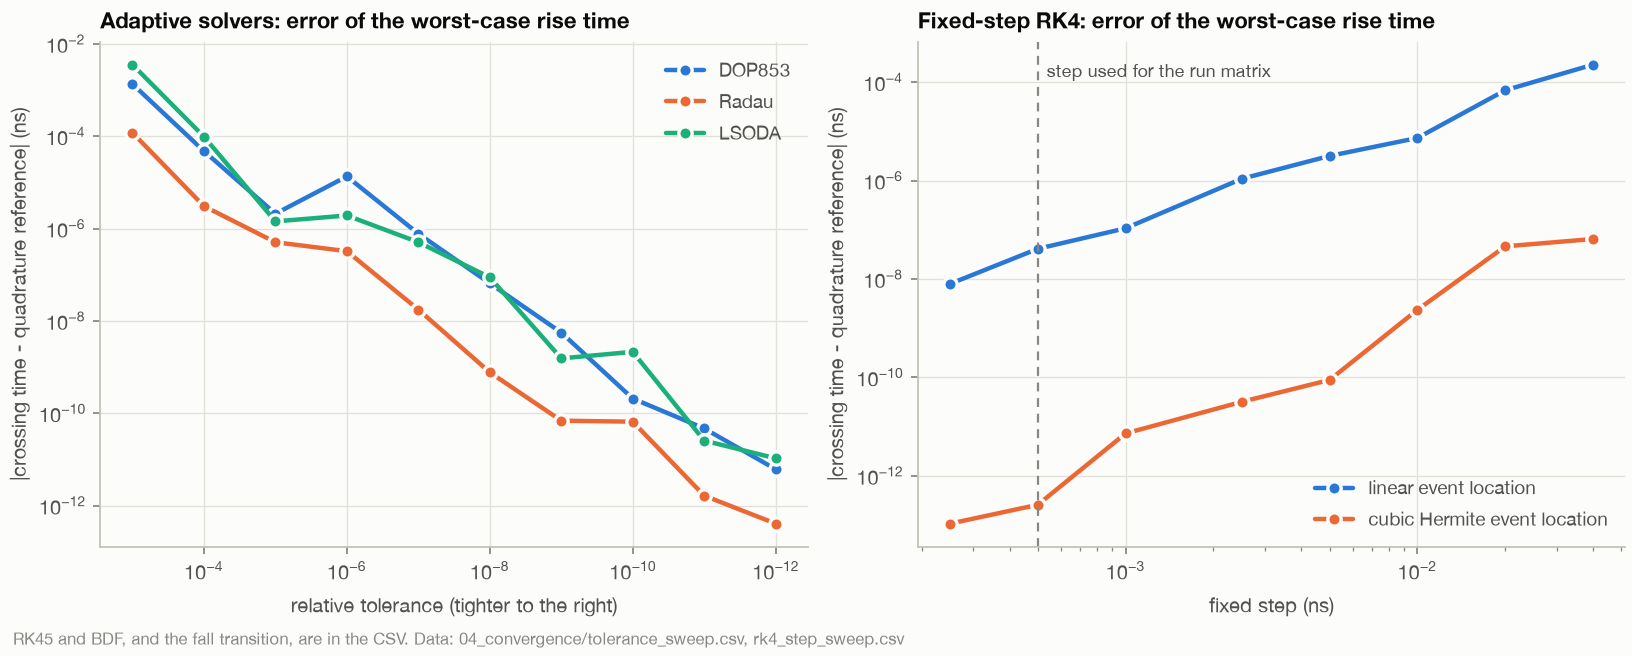 Adaptive solvers: error of the worst-case rise time
|crossing time - quadrature reference| (ns)
10⁻²
10⁻⁴
10⁻⁶
10⁻⁸
10⁻¹⁰
10⁻¹²
DOP853
Radau
LSODA
10⁻⁴ 10⁻⁶ 10⁻⁸ 10⁻¹⁰ 10⁻¹²
relative tolerance (tighter to the right)
Fixed-step RK4: error of the worst-case rise time
|crossing time - quadrature reference| (ns)
10⁻⁴
10⁻⁶
10⁻⁸
10⁻¹⁰
10⁻¹²
step used for the run matrix
linear event location
cubic Hermite event location
10⁻³ 10⁻²
fixed step (ns)
RK45 and BDF, and the fall transition, are in the CSV. Data: 04_convergence/tolerance_sweep.csv, rk4_step_sweep.csv